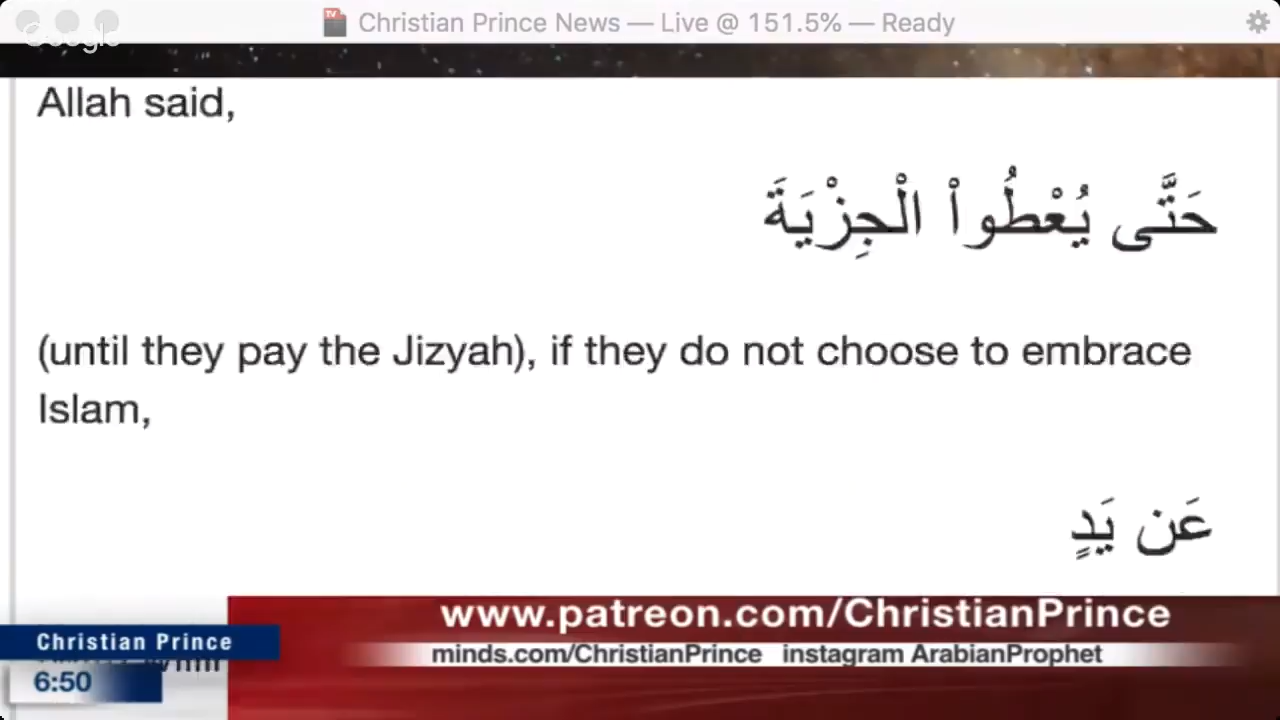 Christian Prince News — Live @ 151.5% — Ready
Google
Allah said,
حَتَّى يُعْطُواْ الْجِزْيَةَ
(until they pay the Jizyah), if they do not choose to embrace
Islam,
عَن يَدٍ
www.patreon.com/ChristianPrince
Christian Prince
minds.com/ChristianPrince instagram ArabianProphet
6:50